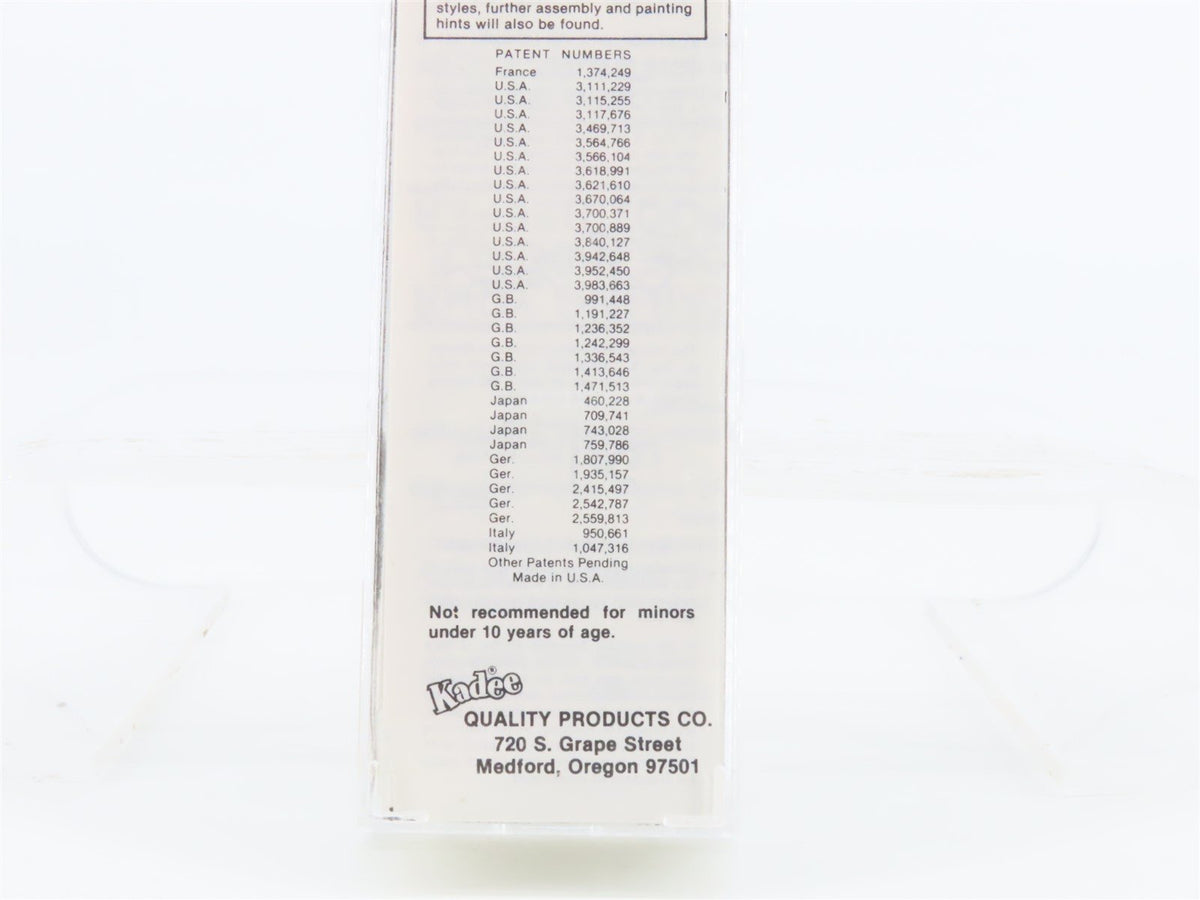 styles, further assembly and painting
hints will also be found.
PATENT NUMBERS
France 1,374,249
U.S.A. 3,111,229
U.S.A. 3,115,255
U.S.A. 3,117,676
U.S.A. 3,469,713
U.S.A. 3,564,766
U.S.A. 3,566,104
U.S.A. 3,618,991
U.S.A. 3,621,610
U.S.A. 3,670,064
U.S.A. 3,700,371
U.S.A. 3,700,889
U.S.A. 3,840,127
U.S.A. 3,942,648
U.S.A. 3,952,450
U.S.A. 3,983,663
G.B. 991,448
G.B. 1,191,227
G.B. 1,236,352
G.B. 1,242,299
G.B. 1,336,543
G.B. 1,413,646
G.B. 1,471,513
Japan 460,228
Japan 709,741
Japan 743,028
Japan 759,786
Ger. 1,807,990
Ger. 1,935,157
Ger. 2,415,497
Ger. 2,542,787
Ger. 2,559,813
Italy 950,661
Italy 1,047,316
Other Patents Pending
Made in U.S.A.
Not recommended for minors
under 10 years of age.
Kadee®
QUALITY PRODUCTS CO.
720 S. Grape Street
Medford, Oregon 97501